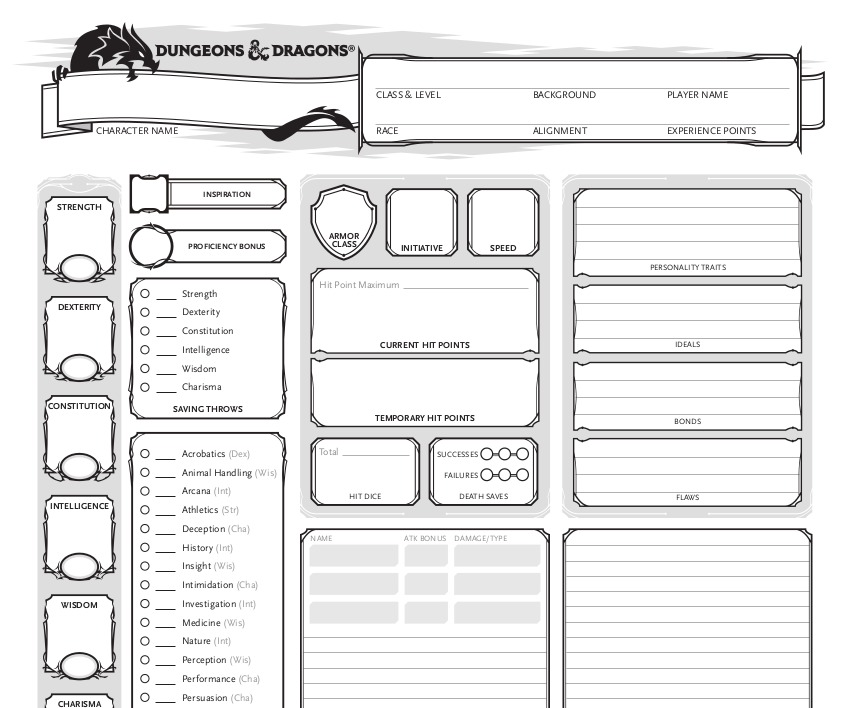 DUNGEONS & DRAGONS®
CHARACTER NAME
CLASS & LEVEL
BACKGROUND
PLAYER NAME
RACE
ALIGNMENT
EXPERIENCE POINTS
STRENGTH
DEXTERITY
CONSTITUTION
INTELLIGENCE
WISDOM
CHARISMA
INSPIRATION
PROFICIENCY BONUS
Strength
Dexterity
Constitution
Intelligence
Wisdom
Charisma
SAVING THROWS
Acrobatics (Dex)
Animal Handling (Wis)
Arcana (Int)
Athletics (Str)
Deception (Cha)
History (Int)
Insight (Wis)
Intimidation (Cha)
Investigation (Int)
Medicine (Wis)
Nature (Int)
Perception (Wis)
Performance (Cha)
Persuasion (Cha)
ARMOR
CLASS
INITIATIVE
SPEED
Hit Point Maximum
CURRENT HIT POINTS
TEMPORARY HIT POINTS
Total
HIT DICE
SUCCESSES
FAILURES
DEATH SAVES
NAME
ATK BONUS
DAMAGE/TYPE
PERSONALITY TRAITS
IDEALS
BONDS
FLAWS